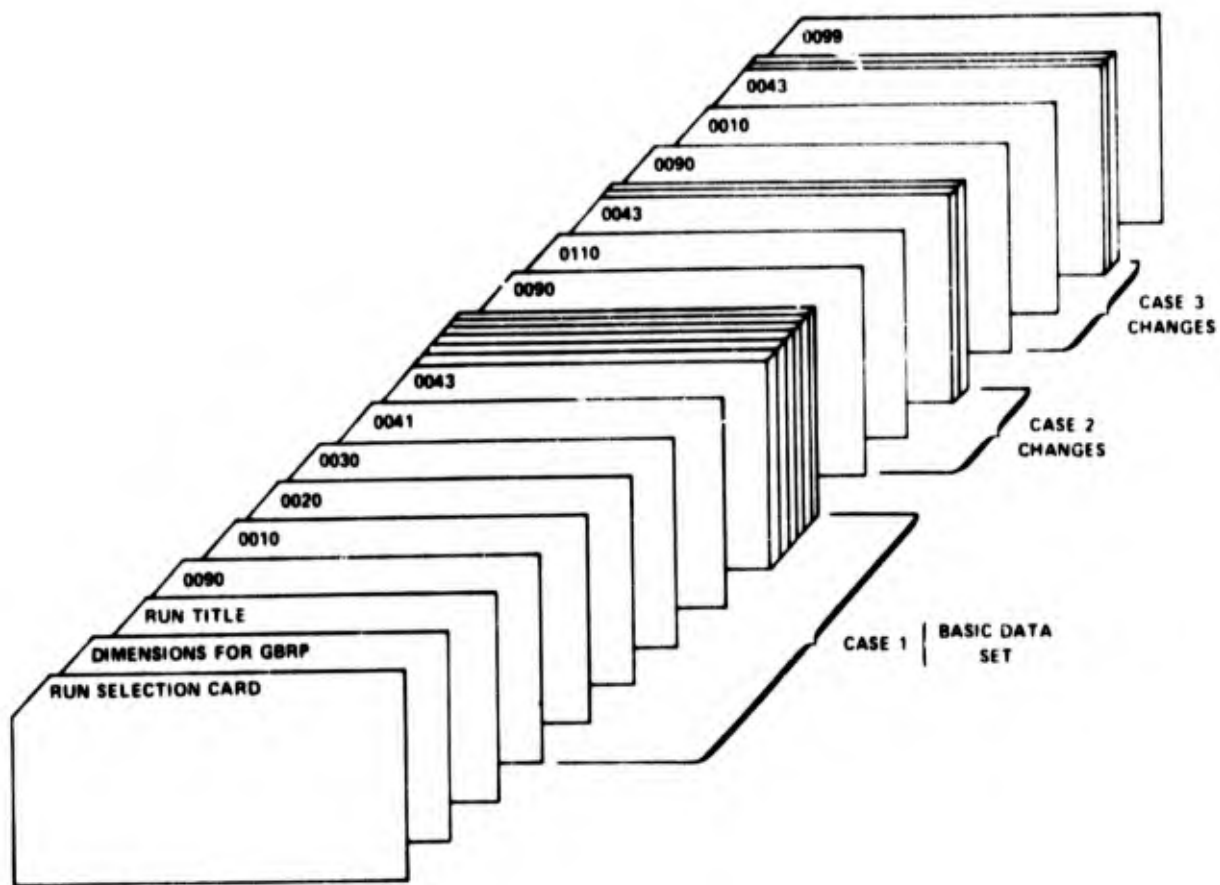 0099
0043
0010
0090
0043
0110
0090
0043
0041
0030
0020
0010
0090
RUN TITLE
DIMENSIONS FOR GBRP
RUN SELECTION CARD
CASE 3
CHANGES
CASE 2
CHANGES
CASE 1
BASIC DATA
SET